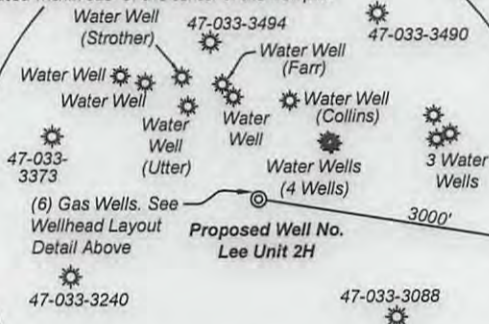 Water Well
(Strother)
47-033-3494
47-033-3490
Water Well
(Farr)
Water Well
Water Well
Water
Well
(Utter)
Water
Well
Water Well
(Collins)
47-033-
3373
Water Wells
(4 Wells)
3 Water
Wells
(6) Gas Wells. See
Wellhead Layout
Detail Above
Proposed Well No.
Lee Unit 2H
3000'
47-033-3240
47-033-3088